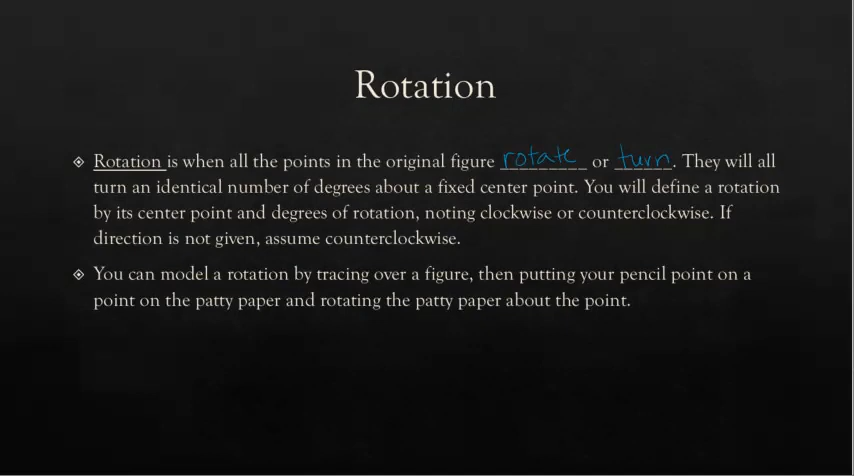 Rotation
Rotation is when all the points in the original figure rotate or turn. They will all
turn an identical number of degrees about a fixed center point. You will define a rotation
by its center point and degrees of rotation, noting clockwise or counterclockwise. If
direction is not given, assume counterclockwise.
You can model a rotation by tracing over a figure, then putting your pencil point on a
point on the patty paper and rotating the patty paper about the point.